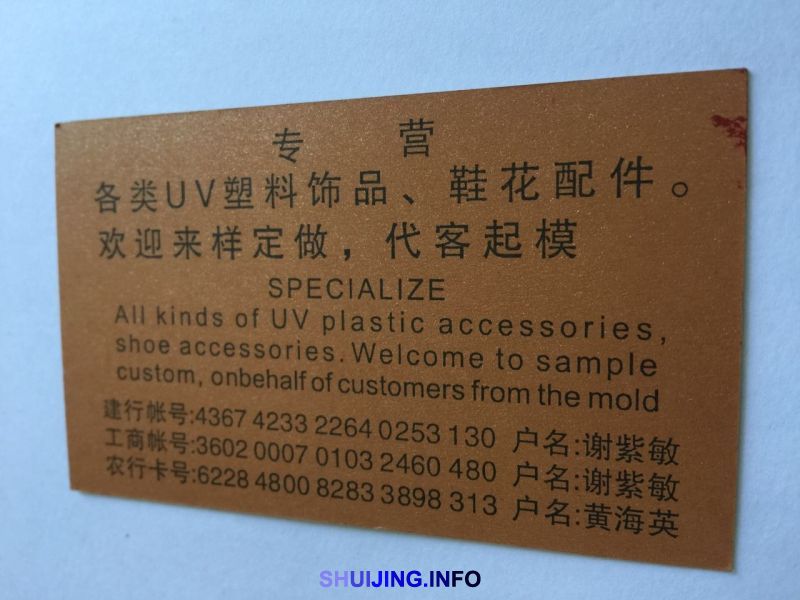 专 营
各类UV塑料饰品、鞋花配件。
欢迎来样定做，代客起模
SPECIALIZE
All kinds of UV plastic accessories,
shoe accessories. Welcome to sample
custom, onbehalf of customers from the mold
建行帐号:4367 4233 2264 0253 130 户名:谢紫敏
工商帐号:3602 0007 0103 2460 480 户名:谢紫敏
农行卡号:6228 4800 8283 3898 313 户名:黄海英
SHUIJING.INFO